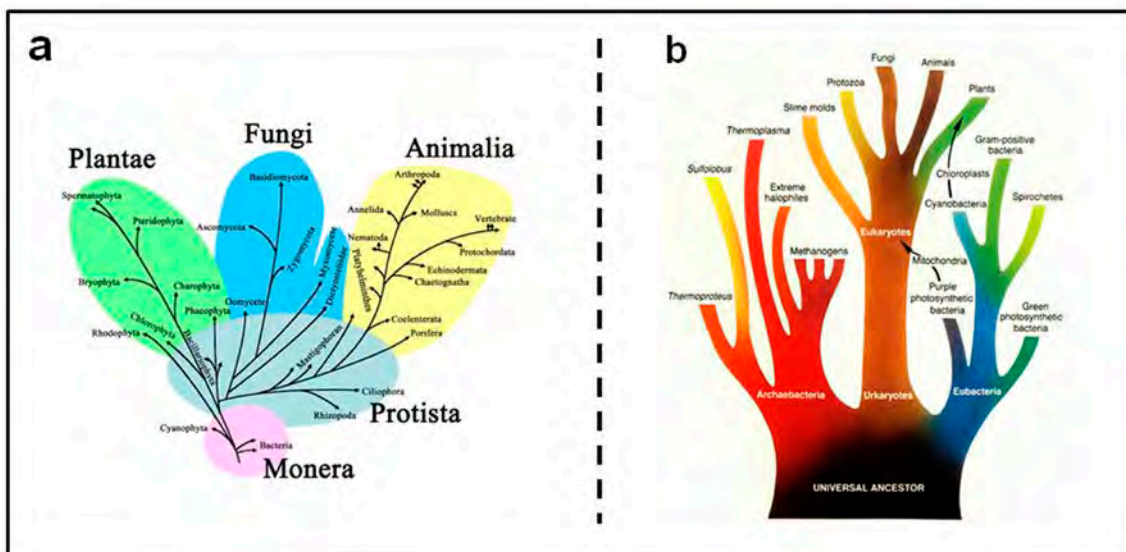 a
Plantae
Fungi
Animalia
Spermatophyta
Pteridophyta
Bryophyta
Charophyta
Phaeophyta
Chlorophyta
Rhodophyta
Bacillariophyta
Basidiomycota
Ascomycota
Zygomycota
Oomycete
Myxomycete
Arthropoda
Annelida
Mollusca
Nematoda
Vertebrate
Protochordata
Platyhelminthes
Echinodermata
Chaetognatha
Coelenterata
Porifera
Mastigophoras
Ciliophora
Rhizopoda
Protista
Cyanophyta
Bacteria
Monera
b
Fungi
Animals
Protozoa
Plants
Slime molds
Thermoplasma
Gram-positive
bacteria
Sulfolobus
Chloroplasts
Extreme
halophiles
Cyanobacteria
Spirochetes
Eukaryotes
Methanogens
Mitochondria
Purple
photosynthetic
bacteria
Green
photosynthetic
bacteria
Thermoproteus
Archaebacteria
Urkaryotes
Eubacteria
UNIVERSAL ANCESTOR